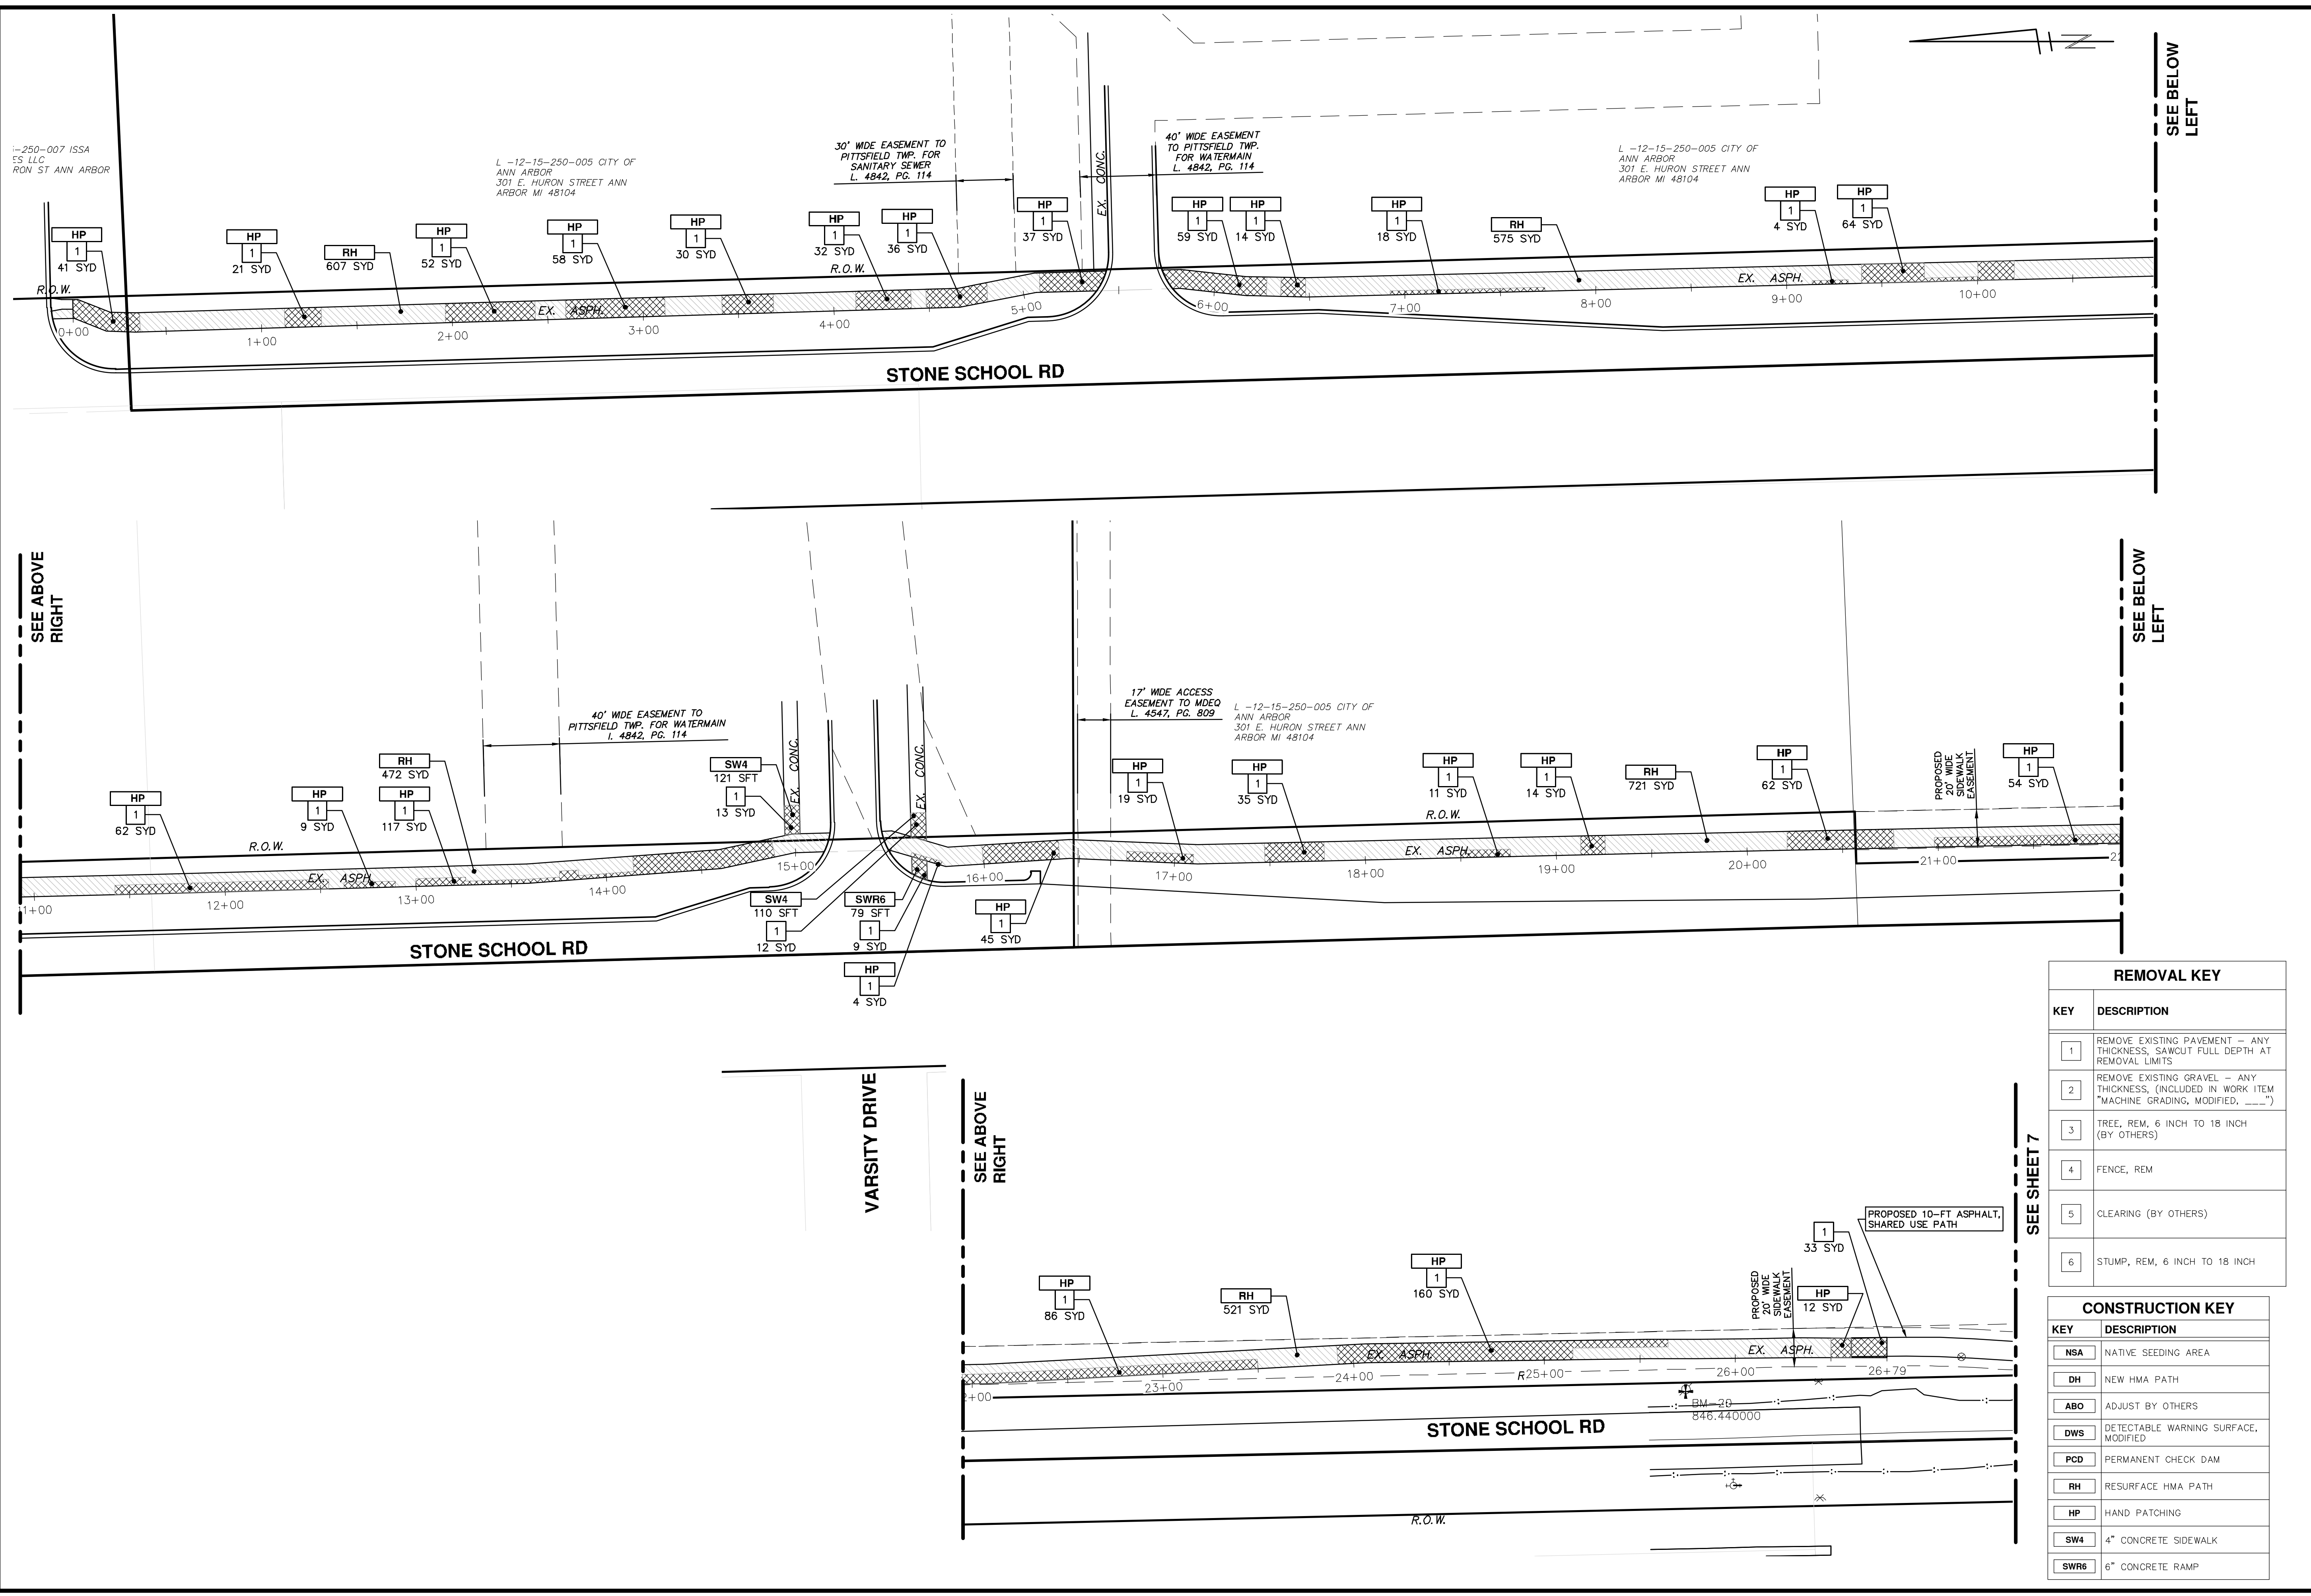 SEE BELOW
LEFT
-250-007 ISSA
ES LLC
RON ST ANN ARBOR
L -12-15-250-005 CITY OF
ANN ARBOR
301 E. HURON STREET ANN
ARBOR MI 48104
30' WIDE EASEMENT TO
PITTSFIELD TWP. FOR
SANITARY SEWER
L. 4842, PG. 114
EX. CONC.
40' WIDE EASEMENT
TO PITTSFIELD TWP.
FOR WATERMAIN
L. 4842, PG. 114
L -12-15-250-005 CITY OF
ANN ARBOR
301 E. HURON STREET ANN
ARBOR MI 48104
HP
1
41 SYD
HP
1
21 SYD
RH
607 SYD
HP
1
52 SYD
HP
1
58 SYD
HP
1
30 SYD
HP
1
32 SYD
HP
1
36 SYD
HP
1
37 SYD
HP
1
59 SYD
HP
1
14 SYD
HP
1
18 SYD
RH
575 SYD
HP
1
4 SYD
HP
1
64 SYD
R.O.W.
R.O.W.
EX. ASPH.
EX. ASPH.
0+00
1+00
2+00
3+00
4+00
5+00
6+00
7+00
8+00
9+00
10+00
STONE SCHOOL RD
SEE ABOVE
RIGHT
SEE BELOW
LEFT
40' WIDE EASEMENT TO
PITTSFIELD TWP. FOR WATERMAIN
l. 4842, PG. 114
17' WIDE ACCESS
EASEMENT TO MDEQ
L. 4547, PG. 809
L -12-15-250-005 CITY OF
ANN ARBOR
301 E. HURON STREET ANN
ARBOR MI 48104
HP
1
62 SYD
HP
1
9 SYD
RH
472 SYD
HP
1
117 SYD
SW4
121 SFT
1
13 SYD
EX. CONC.
EX. CONC.
HP
1
19 SYD
HP
1
35 SYD
HP
1
11 SYD
HP
1
14 SYD
RH
721 SYD
HP
1
62 SYD
PROPOSED
20' WIDE
SIDEWALK
EASEMENT
HP
1
54 SYD
R.O.W.
R.O.W.
EX. ASPH.
EX. ASPH.
11+00
12+00
13+00
14+00
15+00
16+00
17+00
18+00
19+00
20+00
21+00
2
SW4
110 SFT
1
12 SYD
SWR6
79 SFT
1
9 SYD
HP
1
4 SYD
HP
1
45 SYD
STONE SCHOOL RD
VARSITY DRIVE
SEE ABOVE
RIGHT
SEE SHEET 7
HP
1
86 SYD
RH
521 SYD
HP
1
160 SYD
PROPOSED
20' WIDE
SIDEWALK
EASEMENT
HP
12 SYD
1
33 SYD
PROPOSED 10-FT ASPHALT,
SHARED USE PATH
EX. ASPH.
EX. ASPH.
2+00
23+00
24+00
R
25+00
26+00
26+79
BM-20
846.440000
STONE SCHOOL RD
R.O.W.
REMOVAL KEY
KEY DESCRIPTION
1 REMOVE EXISTING PAVEMENT - ANY
THICKNESS, SAWCUT FULL DEPTH AT
REMOVAL LIMITS
2 REMOVE EXISTING GRAVEL - ANY
THICKNESS, (INCLUDED IN WORK ITEM
"MACHINE GRADING, MODIFIED, ___")
3 TREE, REM, 6 INCH TO 18 INCH
(BY OTHERS)
4 FENCE, REM
5 CLEARING (BY OTHERS)
6 STUMP, REM, 6 INCH TO 18 INCH
CONSTRUCTION KEY
KEY DESCRIPTION
NSA NATIVE SEEDING AREA
DH NEW HMA PATH
ABO ADJUST BY OTHERS
DWS DETECTABLE WARNING SURFACE,
MODIFIED
PCD PERMANENT CHECK DAM
RH RESURFACE HMA PATH
HP HAND PATCHING
SW4 4" CONCRETE SIDEWALK
SWR6 6" CONCRETE RAMP